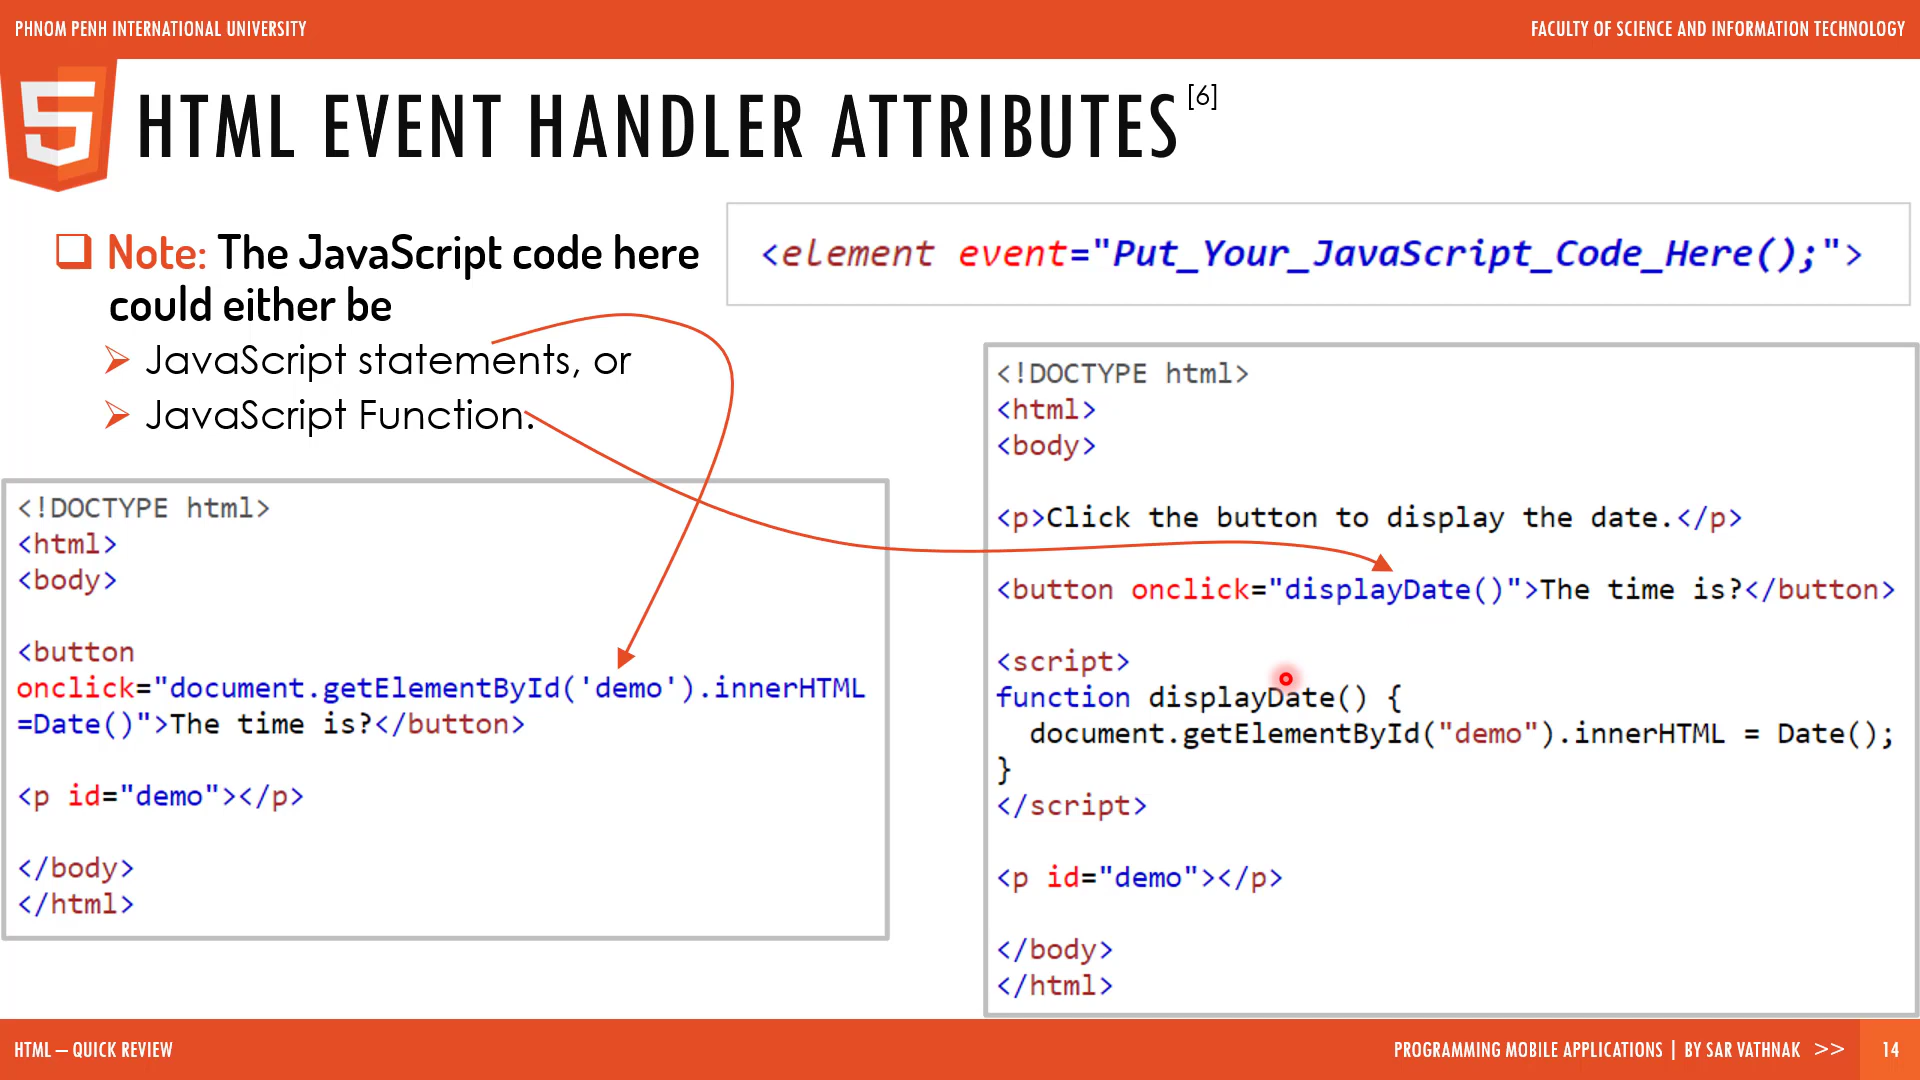 PHNOM PENH INTERNATIONAL UNIVERSITY
FACULTY OF SCIENCE AND INFORMATION TECHNOLOGY
HTML EVENT HANDLER ATTRIBUTES [6]
Note: The JavaScript code here
could either be
JavaScript statements, or
JavaScript Function.
<element event="Put_Your_JavaScript_Code_Here();">
<!DOCTYPE html>
<html>
<body>
<button
onclick="document.getElementById('demo').innerHTML
=Date()">The time is?</button>
<p id="demo"></p>
</body>
</html>
<!DOCTYPE html>
<html>
<body>
<p>Click the button to display the date.</p>
<button onclick="displayDate()">The time is?</button>
<script>
function displayDate() {
  document.getElementById("demo").innerHTML = Date();
}
</script>
<p id="demo"></p>
</body>
</html>
HTML – QUICK REVIEW
PROGRAMMING MOBILE APPLICATIONS | BY SAR VATHNAK >> 14